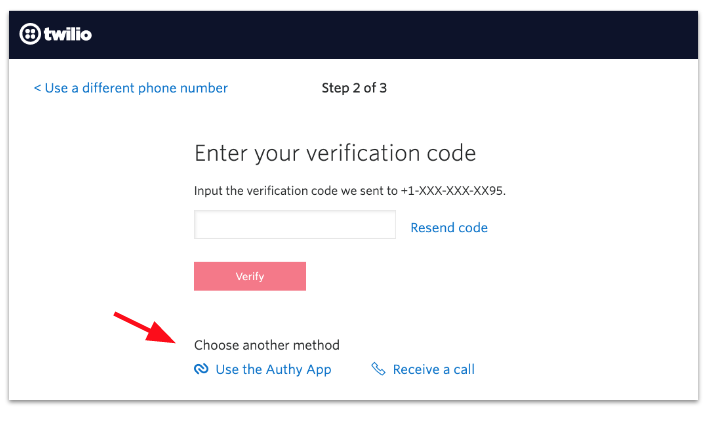 twilio
< Use a different phone number Step 2 of 3
Enter your verification code
Input the verification code we sent to +1-XXX-XXX-XX95.
Resend code
Verify
Choose another method
Use the Authy App Receive a call